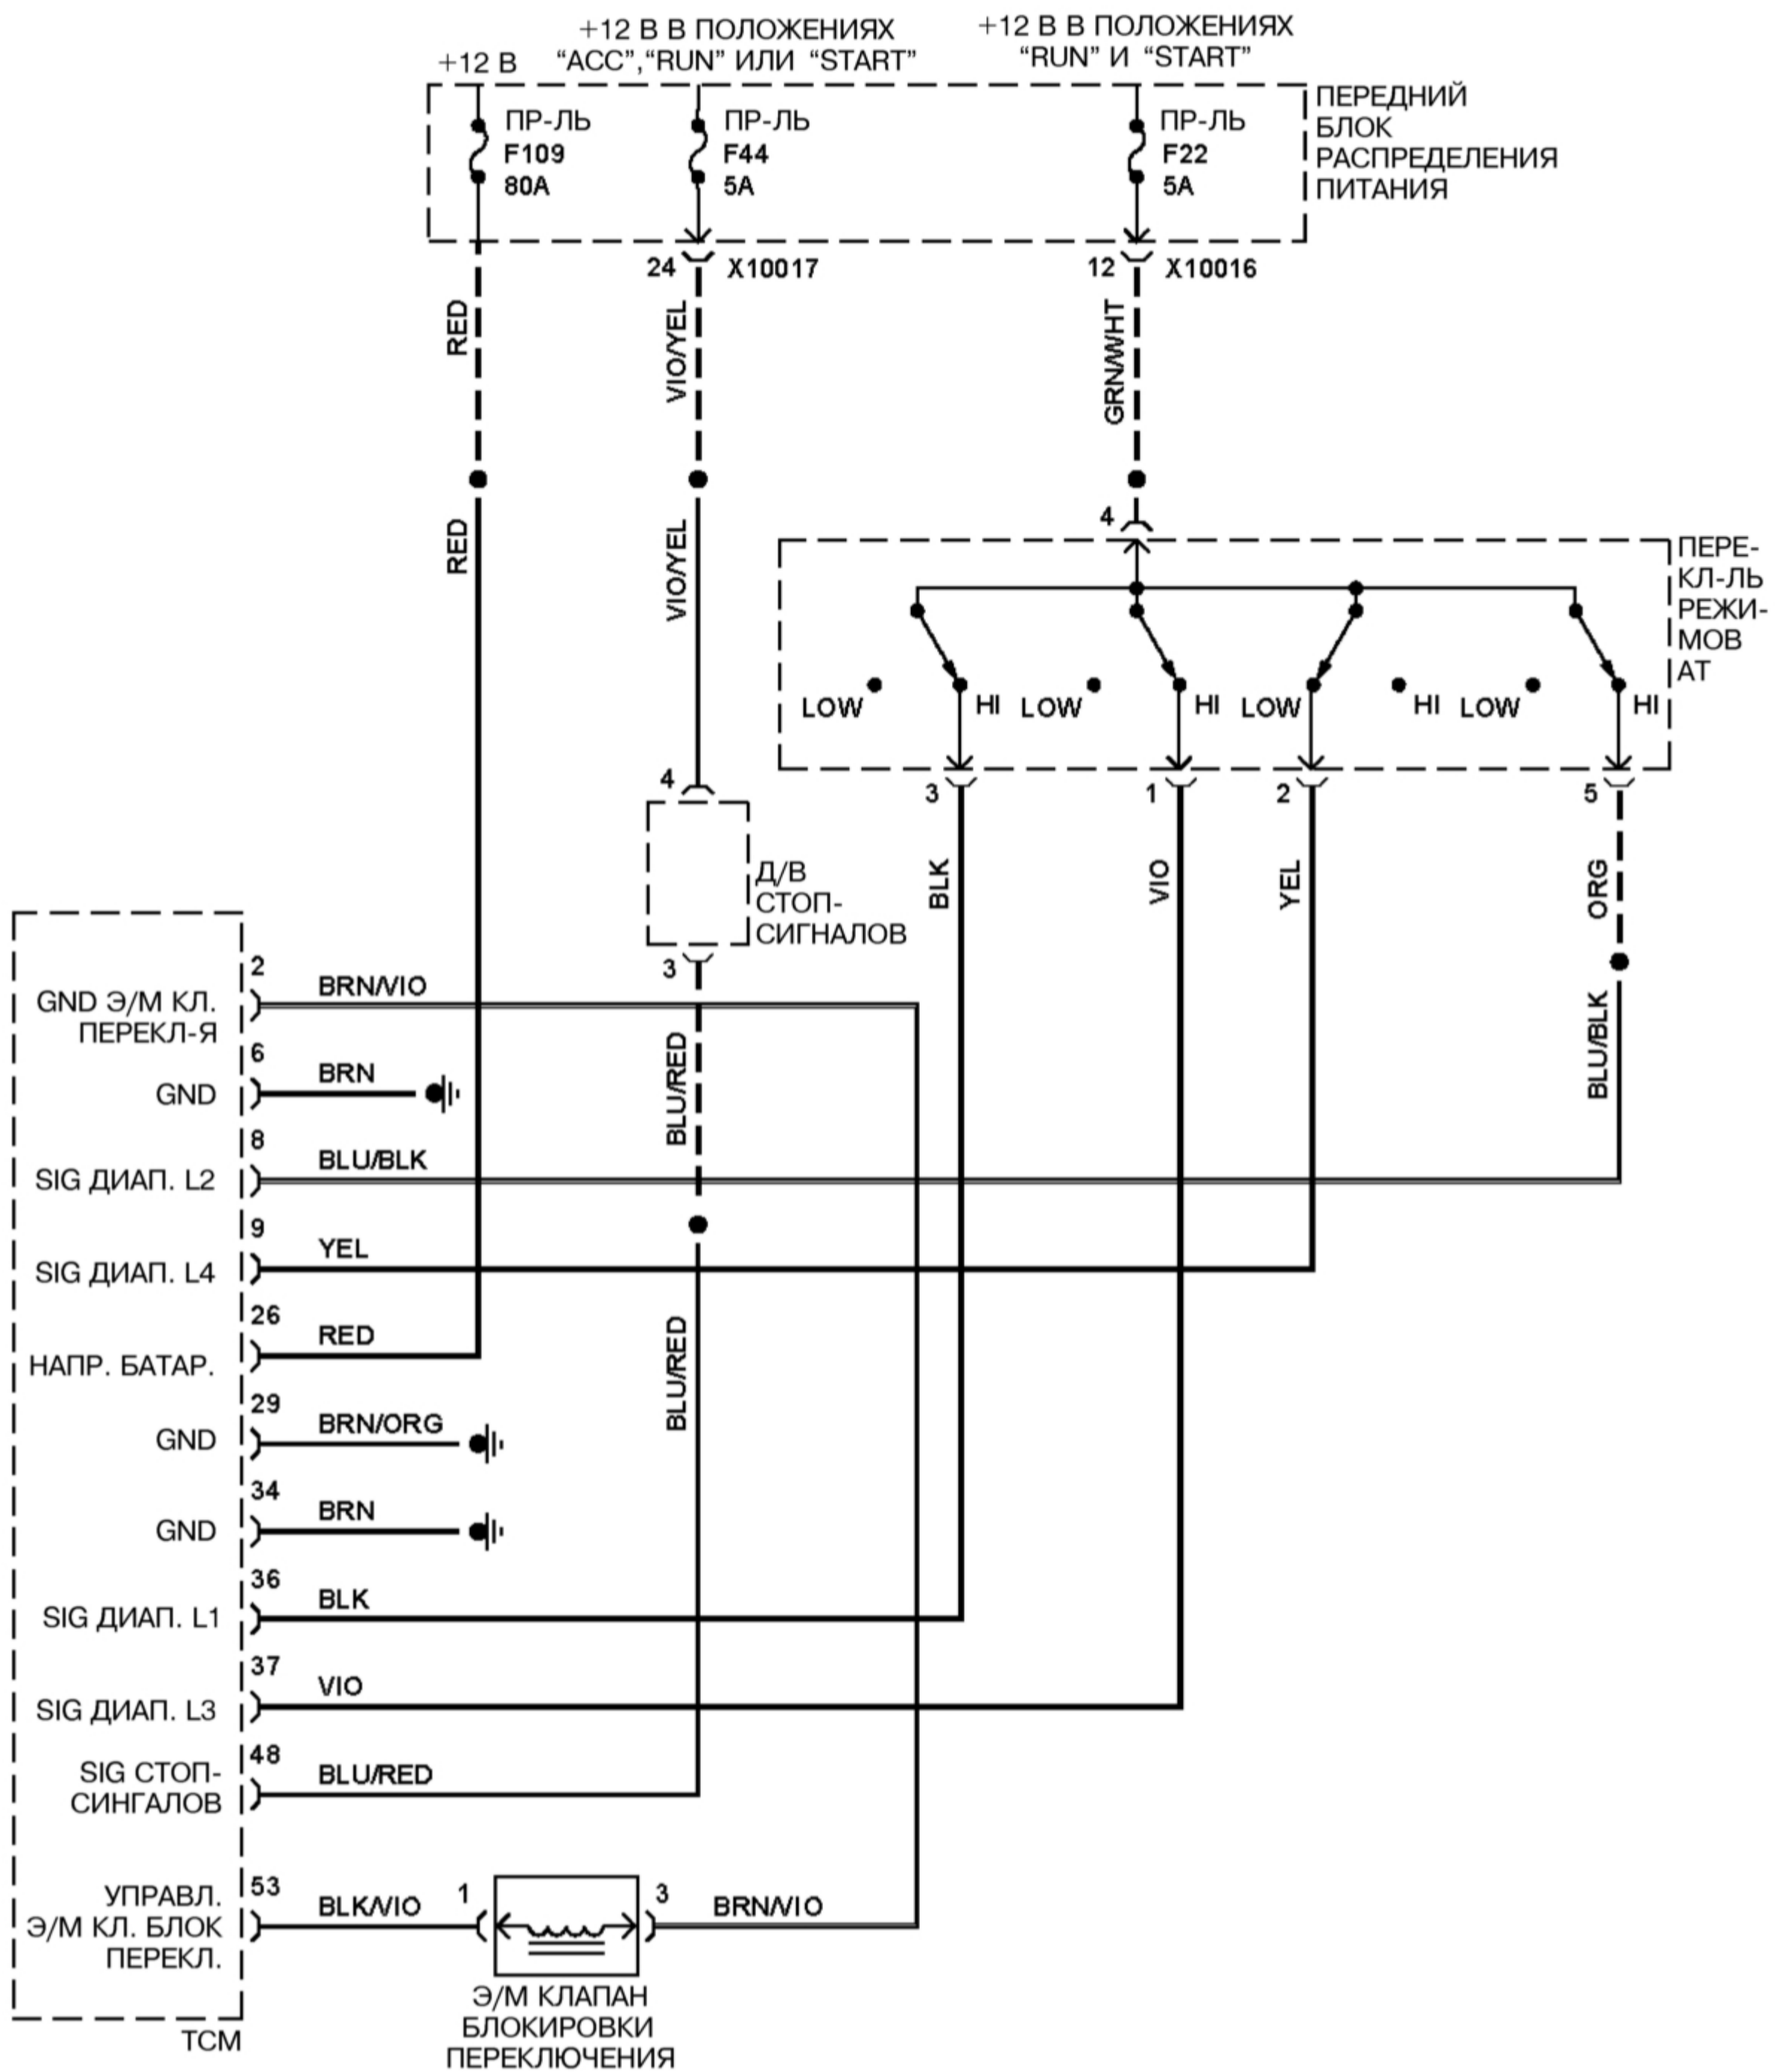 +12 В
+12 В В ПОЛОЖЕНИЯХ
“ACC”,“RUN” ИЛИ “START”
+12 В В ПОЛОЖЕНИЯХ
“RUN” И “START”
ПР-ЛЬ
F109
80A
ПР-ЛЬ
F44
5A
ПР-ЛЬ
F22
5A
ПЕРЕДНИЙ
БЛОК
РАСПРЕДЕЛЕНИЯ
ПИТАНИЯ
24 X10017
12 X10016
RED
VIO/YEL
GRN/WHT
RED
VIO/YEL
4
ПЕРЕ-
КЛ-ЛЬ
РЕЖИ-
МОВ
АТ
LOW HI LOW HI LOW HI LOW HI
4
3
1
2
5
Д/В
СТОП-
СИГНАЛОВ
3
BLK
VIO
YEL
ORG
BLU/RED
BLU/BLK
BLU/RED
2
GND Э/М КЛ.
ПЕРЕКЛ-Я
BRN/VIO
6
GND
BRN
8
SIG ДИАП. L2
BLU/BLK
9
SIG ДИАП. L4
YEL
26
НАПР. БАТАР.
RED
29
GND
BRN/ORG
34
GND
BRN
36
SIG ДИАП. L1
BLK
37
SIG ДИАП. L3
VIO
48
SIG СТОП-
СИНГАЛОВ
BLU/RED
53
УПРАВЛ.
Э/М КЛ. БЛОК
ПЕРЕКЛ.
BLK/VIO
1
3
BRN/VIO
Э/М КЛАПАН
БЛОКИРОВКИ
ПЕРЕКЛЮЧЕНИЯ
TCM